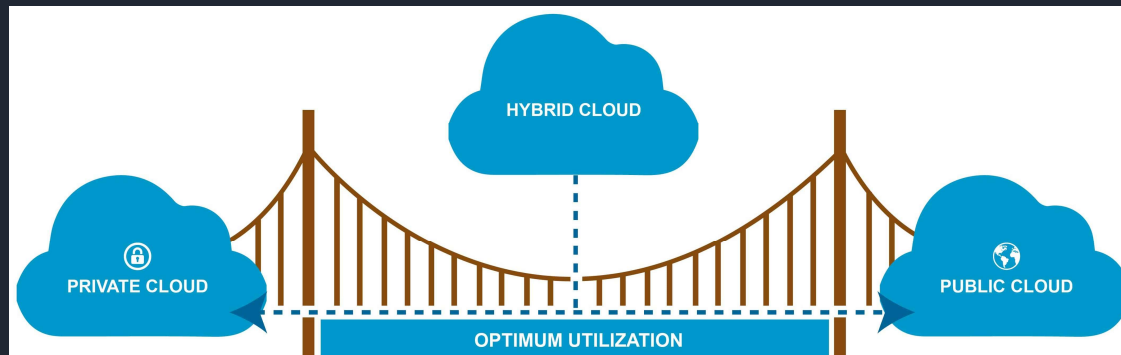 HYBRID CLOUD
PRIVATE CLOUD
PUBLIC CLOUD
OPTIMUM UTILIZATION